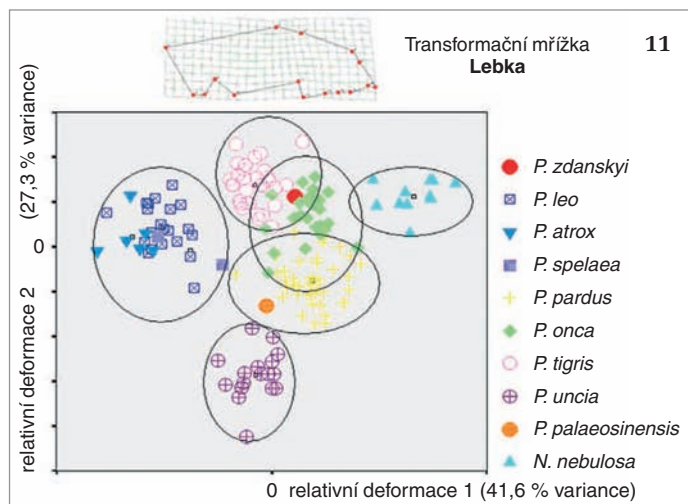 Transformační mřížka
Lebka
11
relativní deformace 2 (27,3 % variance)
0
P. zdanskyi
P. leo
P. atrox
P. spelaea
P. pardus
P. onca
P. tigris
P. uncia
P. palaeosinensis
N. nebulosa
0 relativní deformace 1 (41,6 % variance)